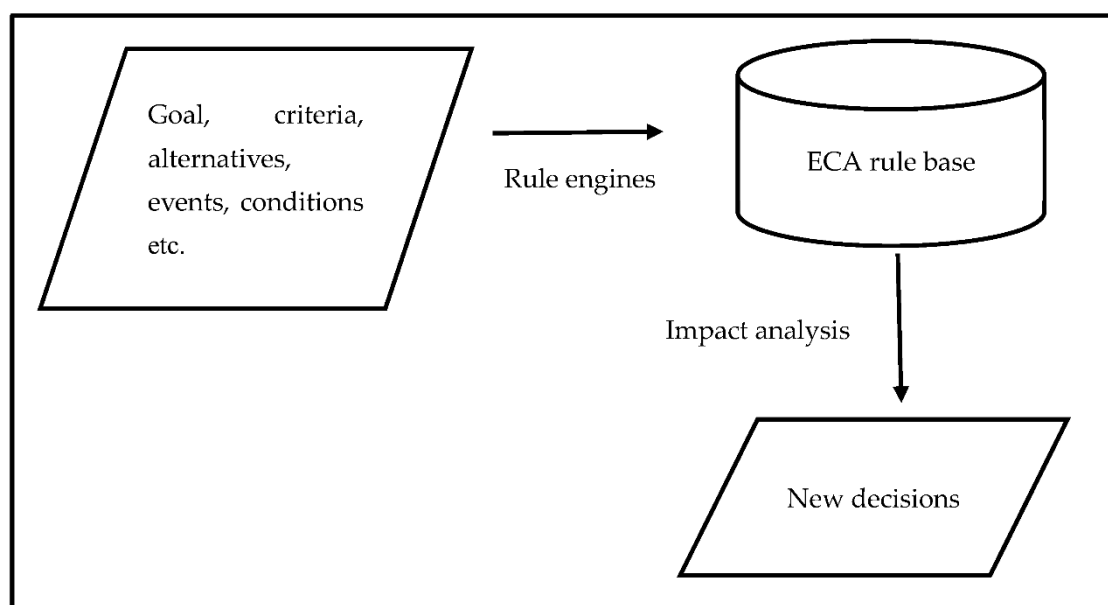 Goal, criteria,
alternatives,
events, conditions
etc.
Rule engines
ECA rule base
Impact analysis
New decisions